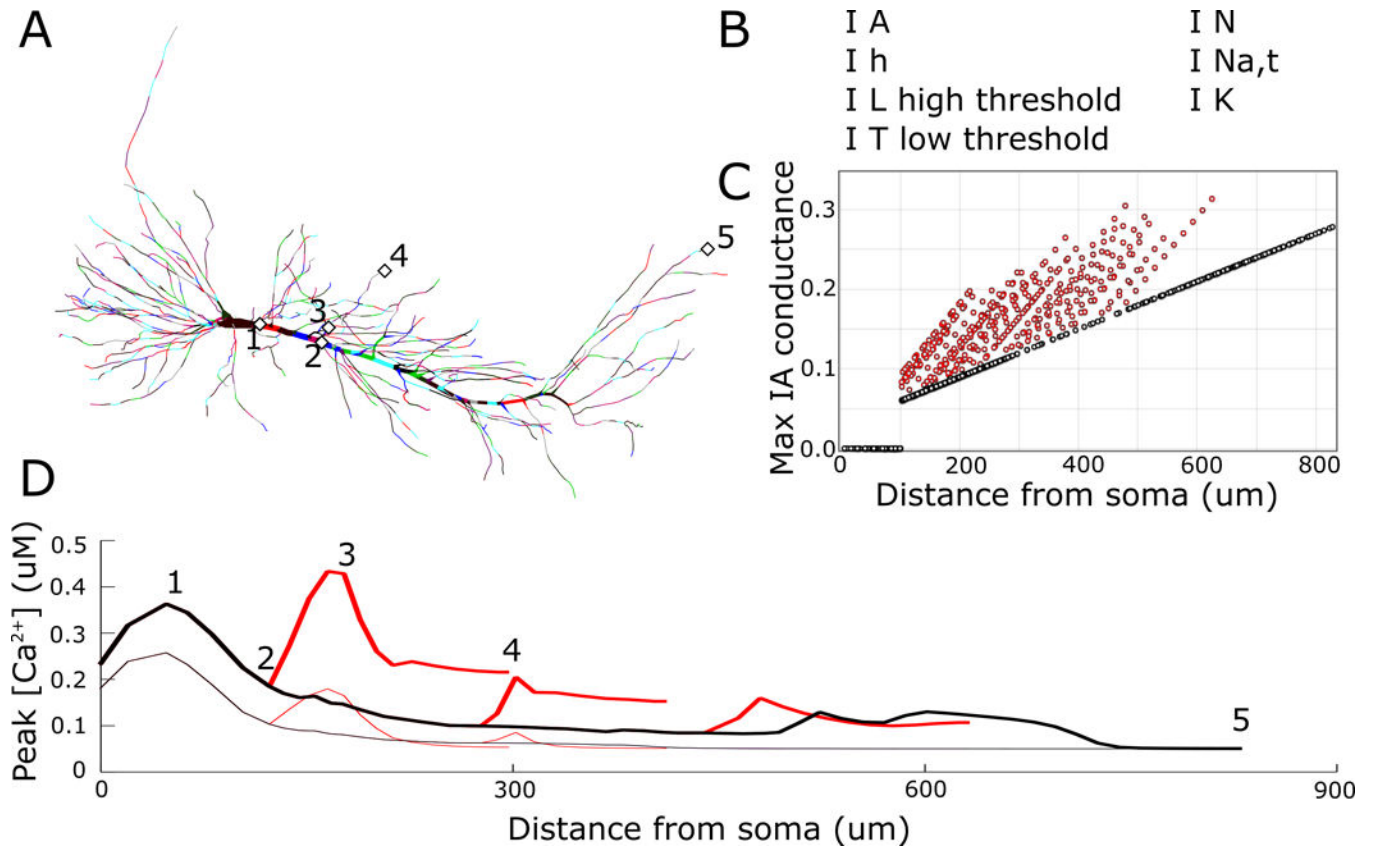 A
1
2
3
4
5
B
I A
I h
I L high threshold
I T low threshold
I N
I Na,t
I K
C
Max IA conductance
0.3
0.2
0.1
0.0
0
200
400
600
800
Distance from soma (um)
D
Peak [Ca²⁺] (uM)
0.5
0.4
0.3
0.2
0.1
0
1
2
3
4
5
300
600
900
Distance from soma (um)